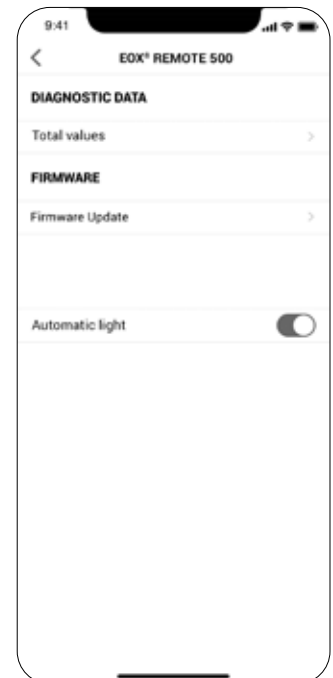 9:41
EOX® REMOTE 500
DIAGNOSTIC DATA
Total values
FIRMWARE
Firmware Update
Automatic light